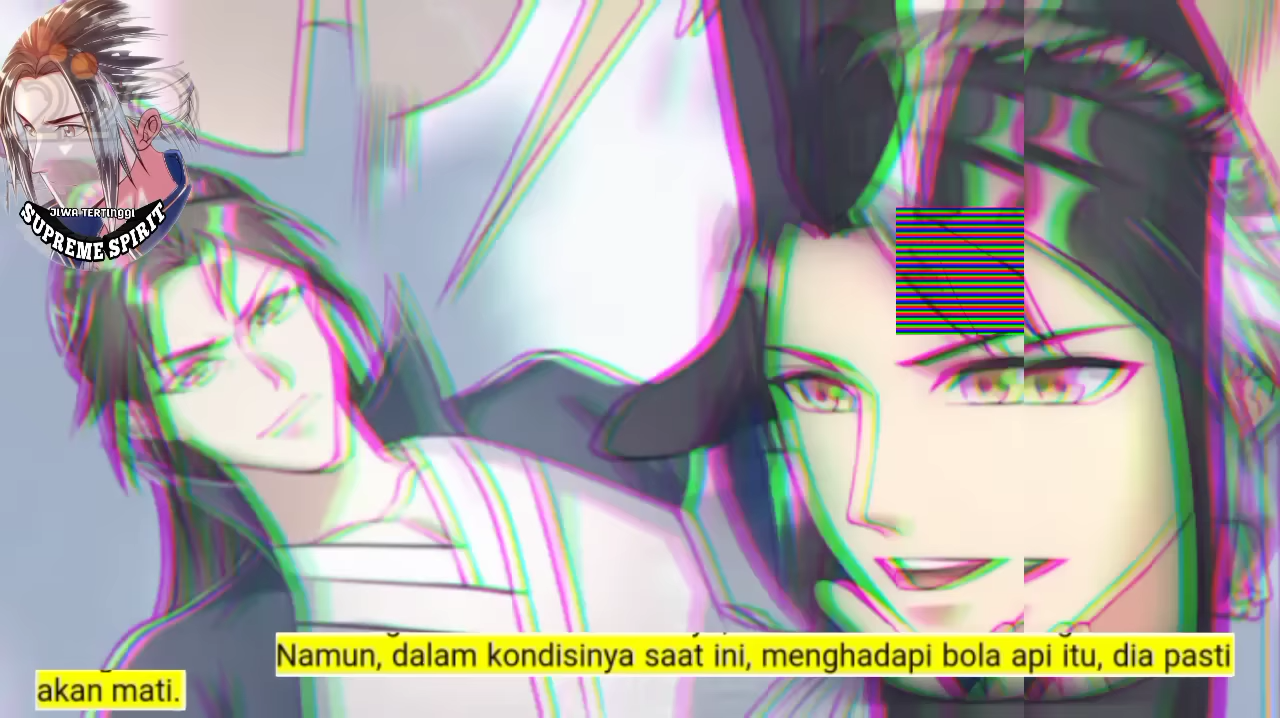 JIWA TERTINGGI
SUPREME SPIRIT
Namun, dalam kondisinya saat ini, menghadapi bola api itu, dia pasti
akan mati.